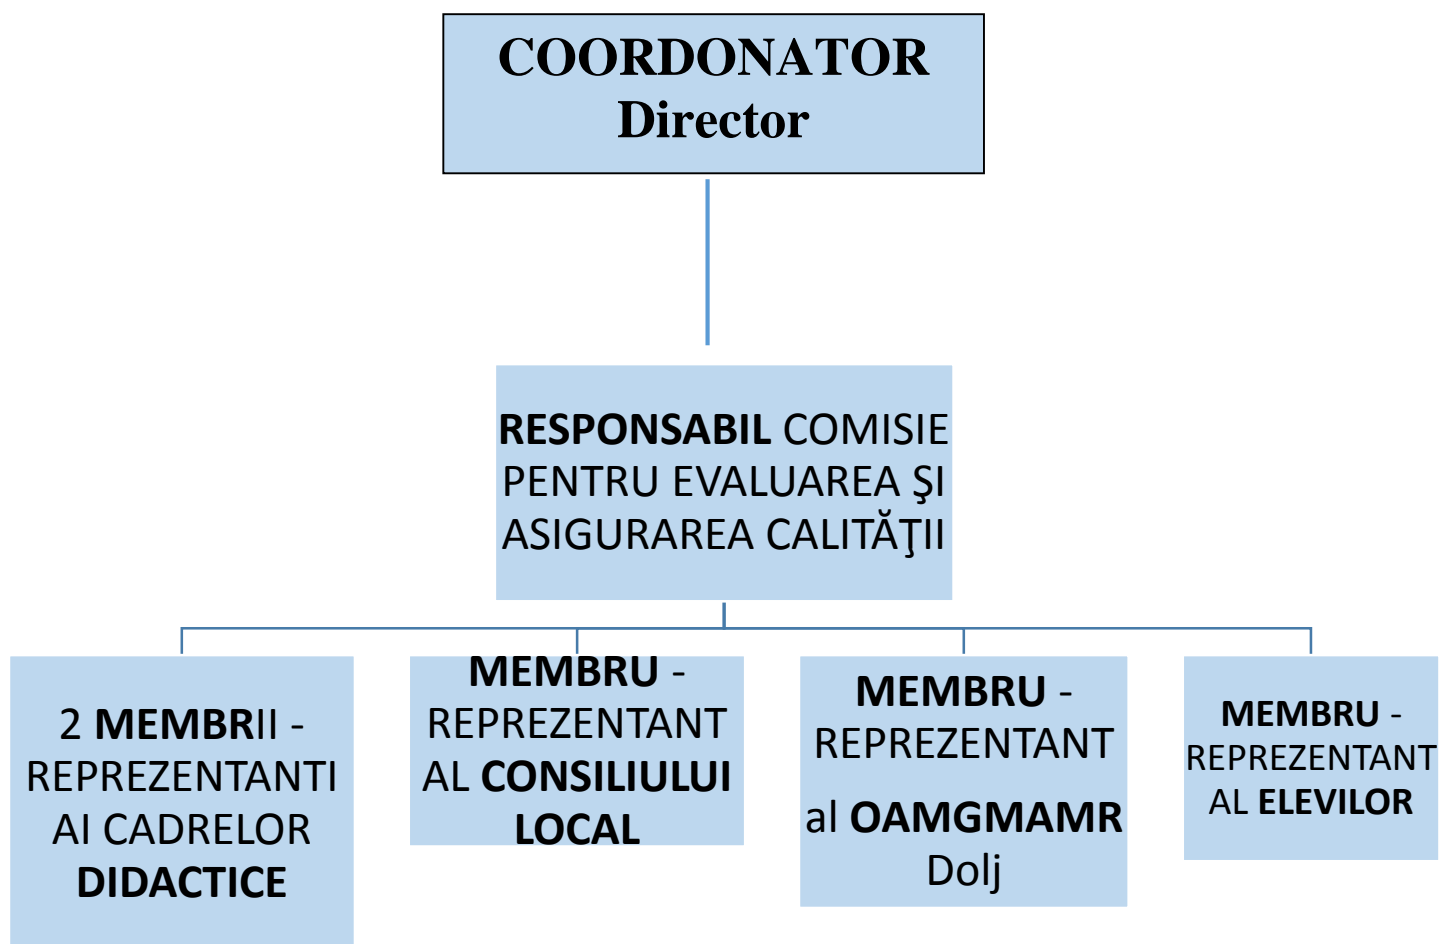 COORDONATOR
Director
RESPONSABIL COMISIE
PENTRU EVALUAREA ŞI
ASIGURAREA CALITĂŢII
2 MEMBRII -
REPREZENTANTI
AI CADRELOR
DIDACTICE
MEMBRU -
REPREZENTANT
AL CONSILIULUI
LOCAL
MEMBRU -
REPREZENTANT
al OAMGMAMR
Dolj
MEMBRU -
REPREZENTANT
AL ELEVILOR